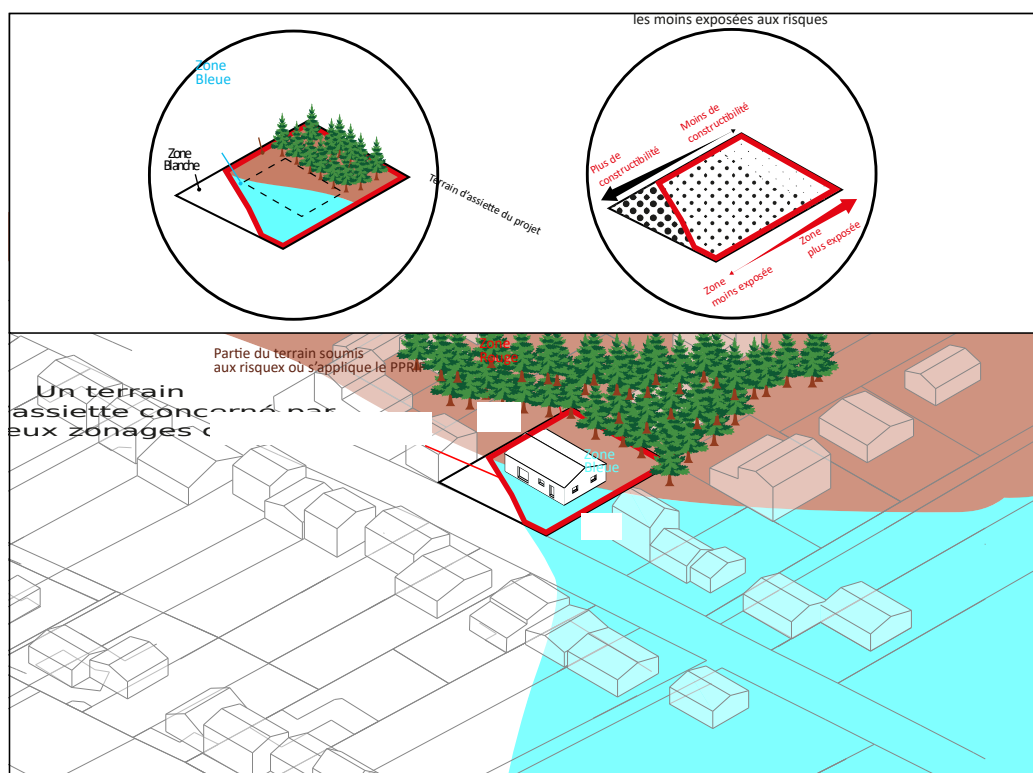 les moins exposées aux risques
Zone
Bleue
Zone
Blanche
Terrain d'assiette du projet
Moins de
constructibilité
Plus de
constructibilité
Zone
plus exposée
Zone
moins exposée
Zone
Rouge
Partie du terrain soumis
aux risquex ou s'applique le PPRIF
Un terrain
assiette concerné par
eux zonages
Zone
Bleue